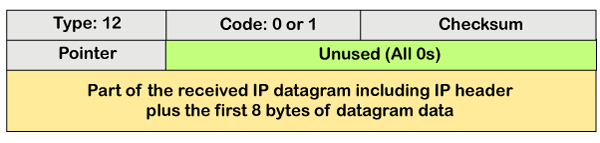 Type: 12 Code: 0 or 1 Checksum
Pointer Unused (All 0s)
Part of the received IP datagram including IP header
plus the first 8 bytes of datagram data